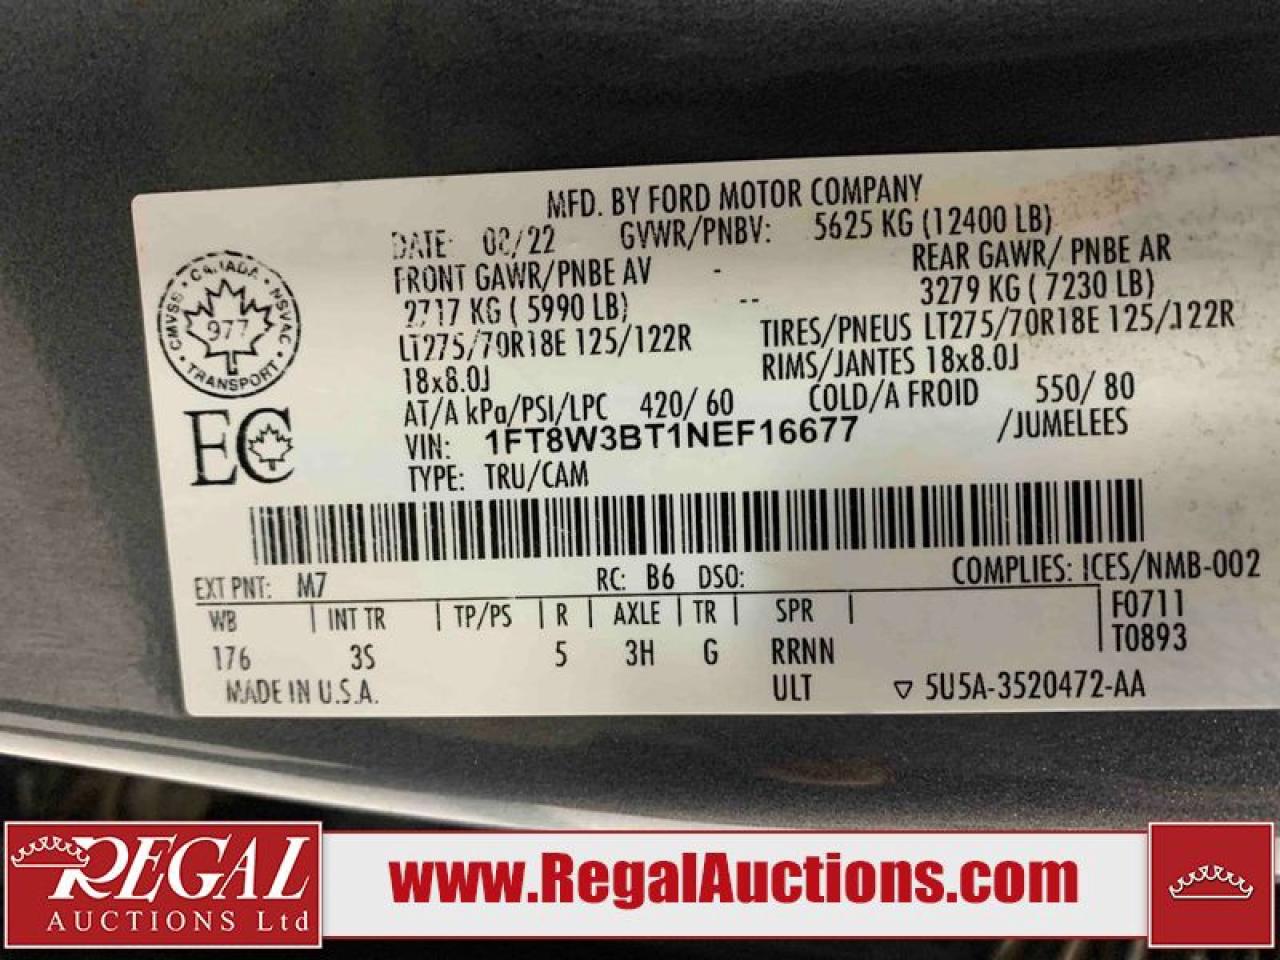 MFD. BY FORD MOTOR COMPANY
DATE: 08/22 GVWR/PNBV: 5625 KG (12400 LB)
FRONT GAWR/PNBE AV - REAR GAWR/ PNBE AR
2717 KG ( 5990 LB) -- 3279 KG ( 7230 LB)
LT275/70R18E 125/122R TIRES/PNEUS LT275/70R18E 125/122R
18x8.0J RIMS/JANTES 18x8.0J
AT/A kPa/PSI/LPC 420/ 60 COLD/A FROID 550/ 80
VIN: 1FT8W3BT1NEF16677 /JUMELEES
TYPE: TRU/CAM
CANADA
CMVSS NSVAC
977
TRANSPORT
EC
EXT PNT: M7 RC: B6 DSO: COMPLIES: ICES/NMB-002
WB | INT TR | TP/PS | R | AXLE | TR | SPR | F0711
T0893
176 3S 5 3H G RRNN
MADE IN U.S.A. ULT ▽ 5U5A-3520472-AA
REGAL
AUCTIONS Ltd
www.RegalAuctions.com